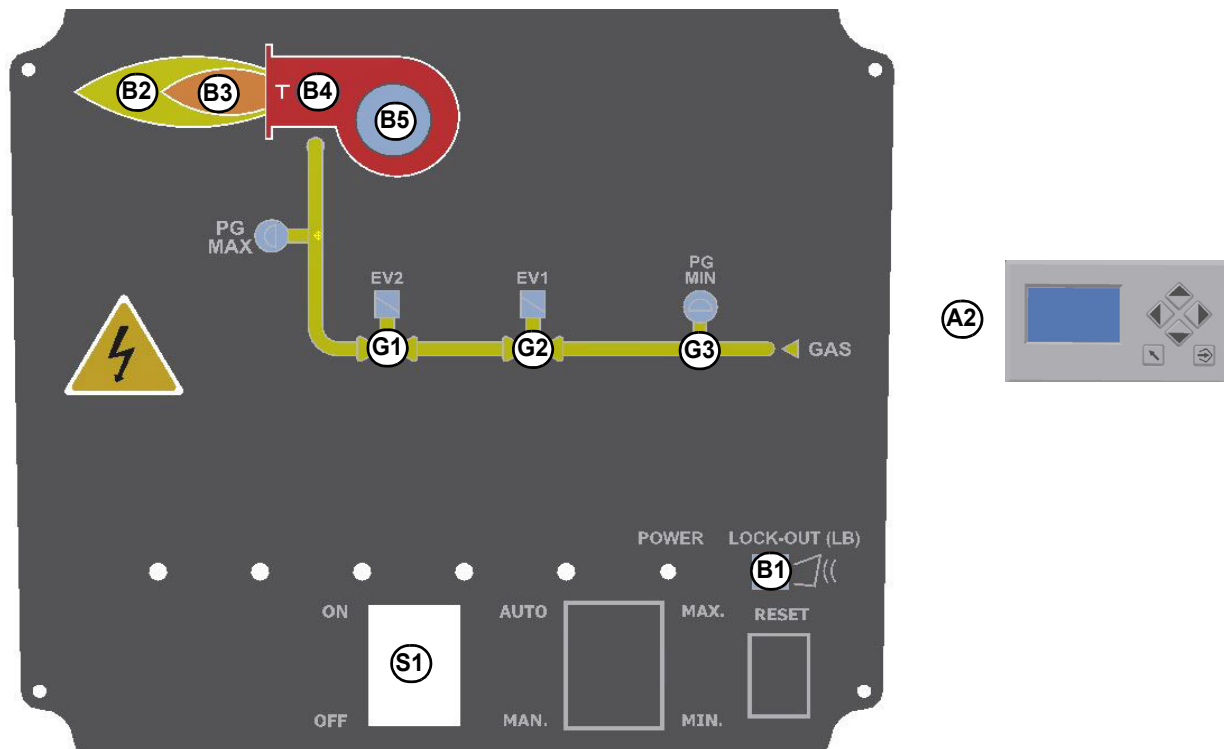 B2 B3 T B4
B5
PG
MAX
EV2 EV1 PG
MIN
A2
G1 G2 G3 GAS
POWER LOCK-OUT (LB)
B1
ON AUTO MAX. RESET
S1
OFF MAN. MIN.